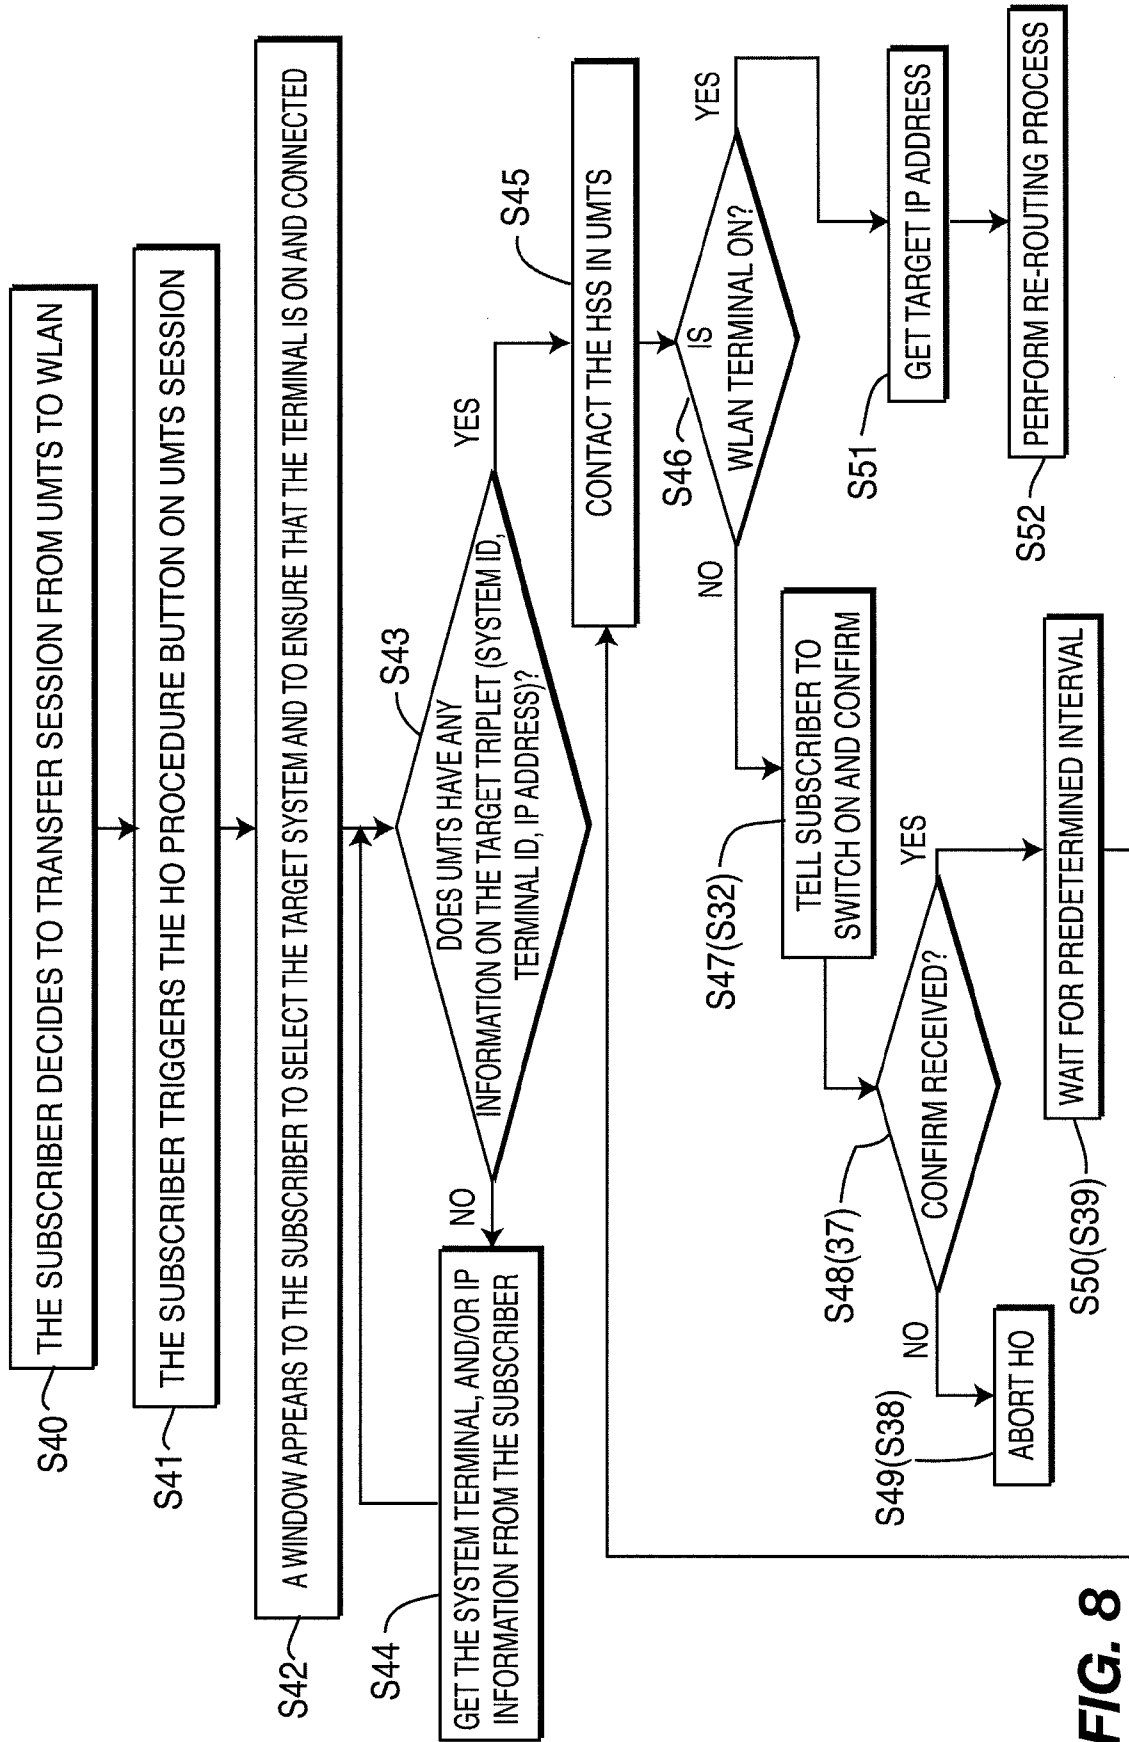 S40
THE SUBSCRIBER DECIDES TO TRANSFER SESSION FROM UMTS TO WLAN
S41
THE SUBSCRIBER TRIGGERS THE HO PROCEDURE BUTTON ON UMTS SESSION
S42
A WINDOW APPEARS TO THE SUBSCRIBER TO SELECT THE TARGET SYSTEM AND TO ENSURE THAT THE TERMINAL IS ON AND CONNECTED
S43
DOES UMTS HAVE ANY
INFORMATION ON THE TARGET TRIPLET (SYSTEM ID,
TERMINAL ID, IP ADDRESS)?
NO
YES
S44
GET THE SYSTEM TERMINAL, AND/OR IP
INFORMATION FROM THE SUBSCRIBER
S45
CONTACT THE HSS IN UMTS
S46
IS
WLAN TERMINAL ON?
NO
YES
S47(S32)
TELL SUBSCRIBER TO
SWITCH ON AND CONFIRM
S51
GET TARGET IP ADDRESS
S48(37)
CONFIRM RECEIVED?
NO
YES
S49(S38)
ABORT HO
S50(S39)
WAIT FOR PREDETERMINED INTERVAL
S52
PERFORM RE-ROUTING PROCESS
FIG. 8